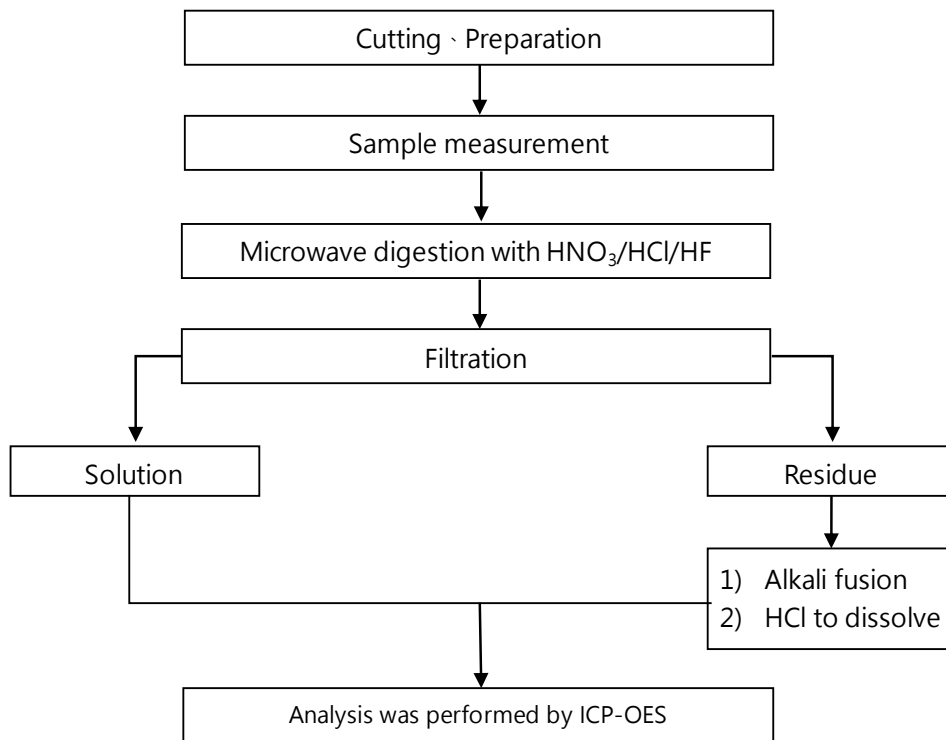 Cutting、Preparation
Sample measurement
Microwave digestion with HNO₃/HCl/HF
Filtration
Solution
Residue
1) Alkali fusion
2) HCl to dissolve
Analysis was performed by ICP-OES